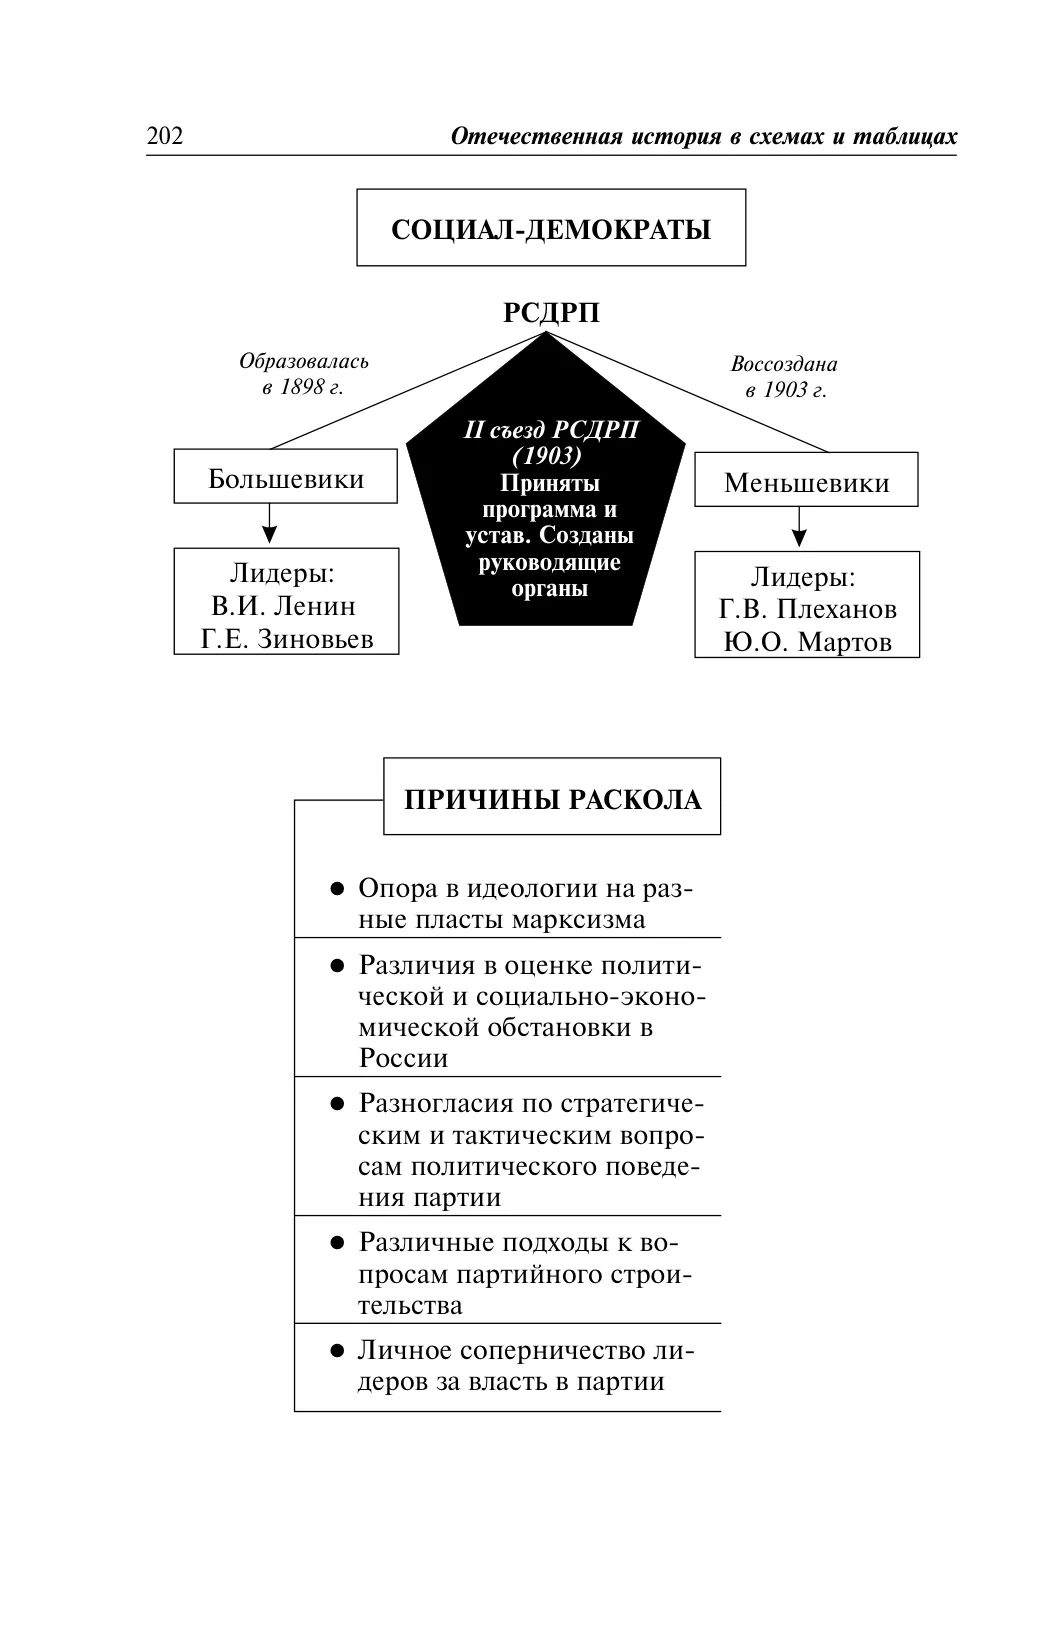 202 Отечественная история в схемах и таблицах
СОЦИАЛ-ДЕМОКРАТЫ
РСДРП
Образовалась
в 1898 г.
Воссоздана
в 1903 г.
Большевики
Лидеры:
В.И. Ленин
Г.Е. Зиновьев
II съезд РСДРП
(1903)
Приняты
программа и
устав. Созданы
руководящие
органы
Меньшевики
Лидеры:
Г.В. Плеханов
Ю.О. Мартов
ПРИЧИНЫ РАСКОЛА
● Опора в идеологии на раз-
ные пласты марксизма
● Различия в оценке полити-
ческой и социально-эконо-
мической обстановки в
России
● Разногласия по стратегиче-
ским и тактическим вопро-
сам политического поведе-
ния партии
● Различные подходы к во-
просам партийного строи-
тельства
● Личное соперничество ли-
деров за власть в партии